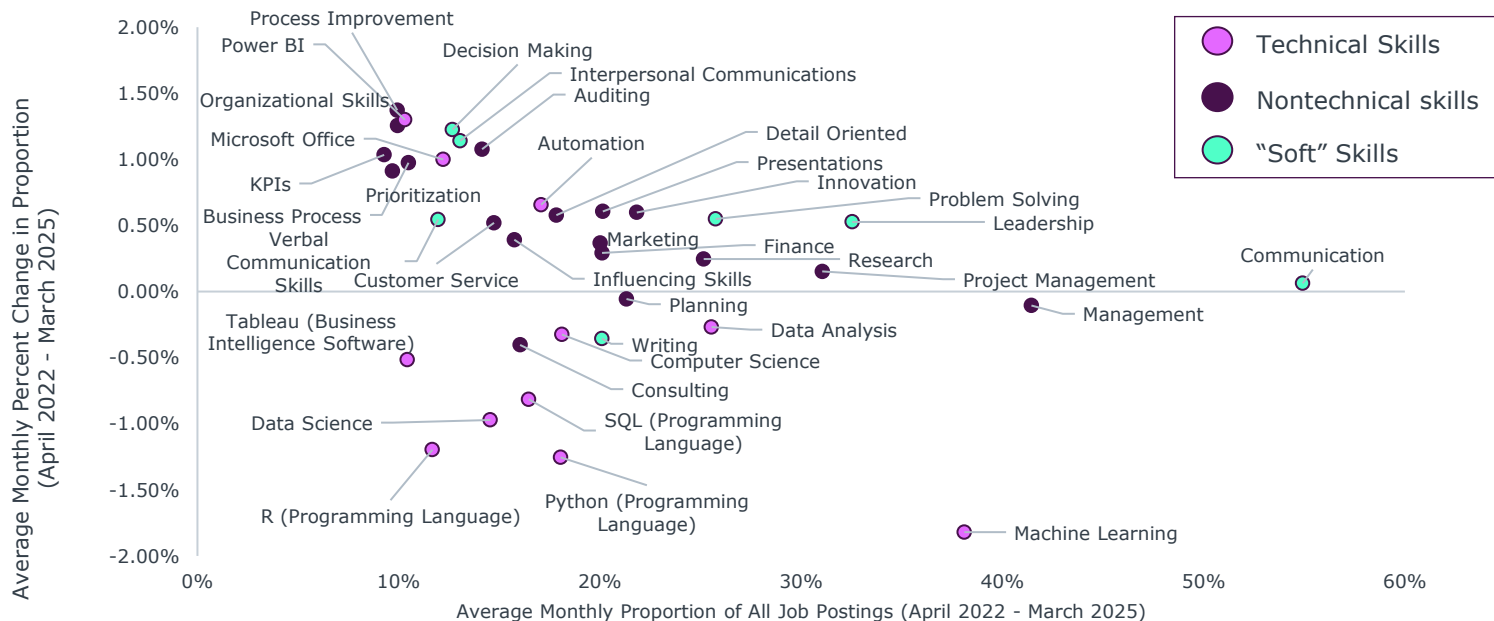 Average Monthly Percent Change in Proportion
(April 2022 - March 2025)
2.00%
1.50%
1.00%
0.50%
0.00%
-0.50%
-1.00%
-1.50%
-2.00%
Process Improvement
Power BI
Decision Making
Interpersonal Communications
Organizational Skills
Auditing
Microsoft Office
Automation
Detail Oriented
Presentations
KPIs
Prioritization
Innovation
Problem Solving
Business Process
Leadership
Verbal
Communication
Skills
Marketing
Finance
Customer Service
Influencing Skills
Research
Project Management
Communication
Planning
Management
Tableau (Business
Intelligence Software)
Data Analysis
Writing
Computer Science
Consulting
Data Science
SQL (Programming
Language)
R (Programming Language)
Python (Programming
Language)
Machine Learning
Technical Skills
Nontechnical skills
“Soft” Skills
0%
10%
20%
30%
40%
50%
60%
Average Monthly Proportion of All Job Postings (April 2022 - March 2025)